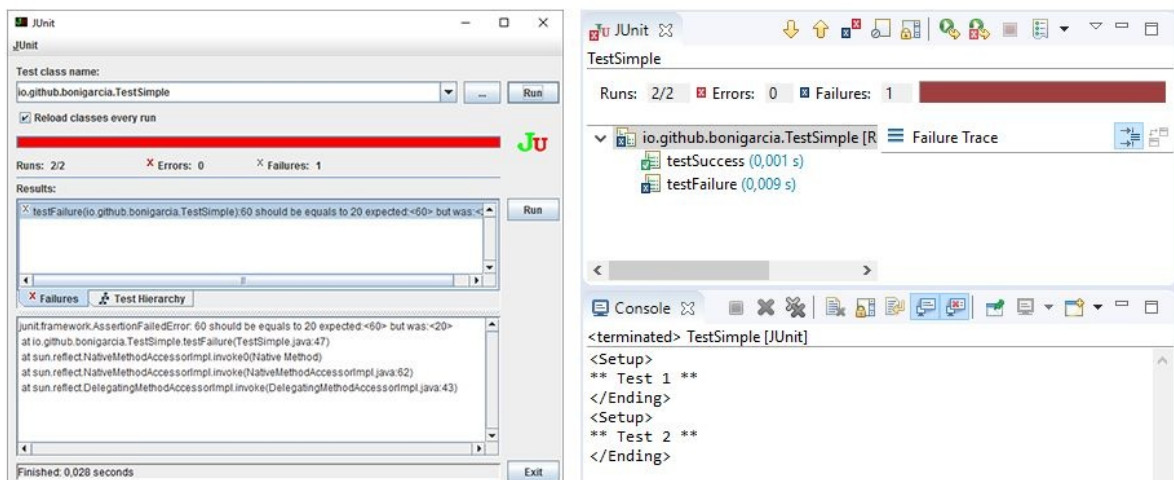 JUnit
JUnit
Test class name:
io.github.bonigarcia.TestSimple
...
Run
Reload classes every run
JU
Runs: 2/2
X Errors: 0
X Failures: 1
Results:
X testFailure(io.github.bonigarcia.TestSimple):60 should be equals to 20 expected:<60> but was:<
Run
X Failures
Test Hierarchy
junit.framework.AssertionFailedError: 60 should be equals to 20 expected:<60> but was:<20>
at io.github.bonigarcia.TestSimple.testFailure(TestSimple.java:47)
at sun.reflect.NativeMethodAccessorImpl.invoke0(Native Method)
at sun.reflect.NativeMethodAccessorImpl.invoke(NativeMethodAccessorImpl.java:62)
at sun.reflect.DelegatingMethodAccessorImpl.invoke(DelegatingMethodAccessorImpl.java:43)
Finished: 0,028 seconds
Exit
JU JUnit
TestSimple
Runs: 2/2 Errors: 0 Failures: 1
io.github.bonigarcia.TestSimple [R
Failure Trace
testSuccess (0,001 s)
testFailure (0,009 s)
Console
<terminated> TestSimple [JUnit]
<Setup>
** Test 1 **
</Ending>
<Setup>
** Test 2 **
</Ending>